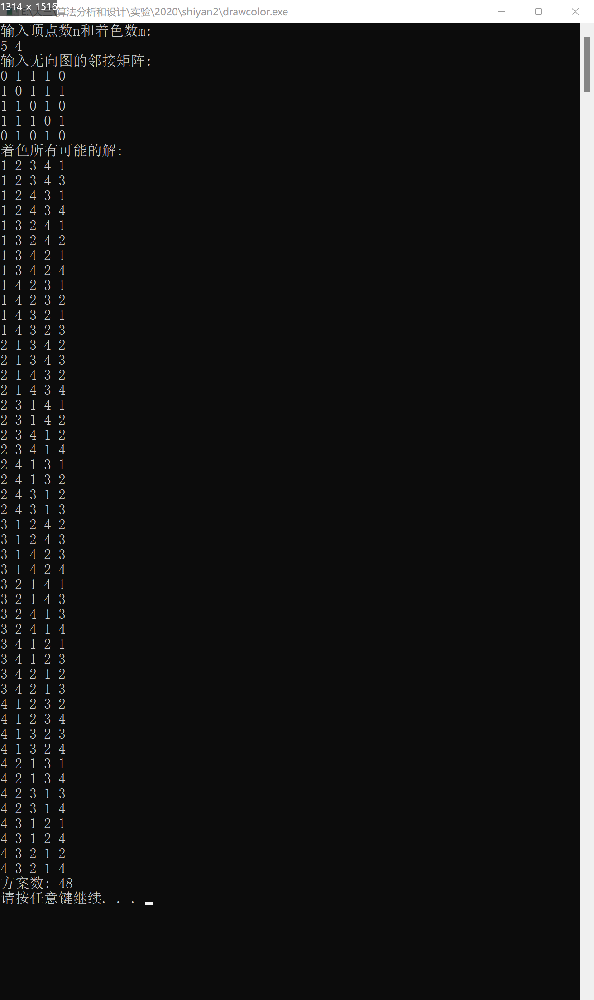 1314 × 1516
E:\大三\算法分析和设计\实验\2020\shiyan2\drawcolor.exe
输入顶点数n和着色数m:
5 4
输入无向图的邻接矩阵:
0 1 1 1 0
1 0 1 1 1
1 1 0 1 0
1 1 1 0 1
0 1 0 1 0
着色所有可能的解:
1 2 3 4 1
1 2 3 4 3
1 2 4 3 1
1 2 4 3 4
1 3 2 4 1
1 3 2 4 2
1 3 4 2 1
1 3 4 2 4
1 4 2 3 1
1 4 2 3 2
1 4 3 2 1
1 4 3 2 3
2 1 3 4 2
2 1 3 4 3
2 1 4 3 2
2 1 4 3 4
2 3 1 4 1
2 3 1 4 2
2 3 4 1 2
2 3 4 1 4
2 4 1 3 1
2 4 1 3 2
2 4 3 1 2
2 4 3 1 3
3 1 2 4 2
3 1 2 4 3
3 1 4 2 3
3 1 4 2 4
3 2 1 4 1
3 2 1 4 3
3 2 4 1 3
3 2 4 1 4
3 4 1 2 1
3 4 1 2 3
3 4 2 1 2
3 4 2 1 3
4 1 2 3 2
4 1 2 3 4
4 1 3 2 3
4 1 3 2 4
4 2 1 3 1
4 2 1 3 4
4 2 3 1 3
4 2 3 1 4
4 3 1 2 1
4 3 1 2 4
4 3 2 1 2
4 3 2 1 4
方案数: 48
请按任意键继续. . .